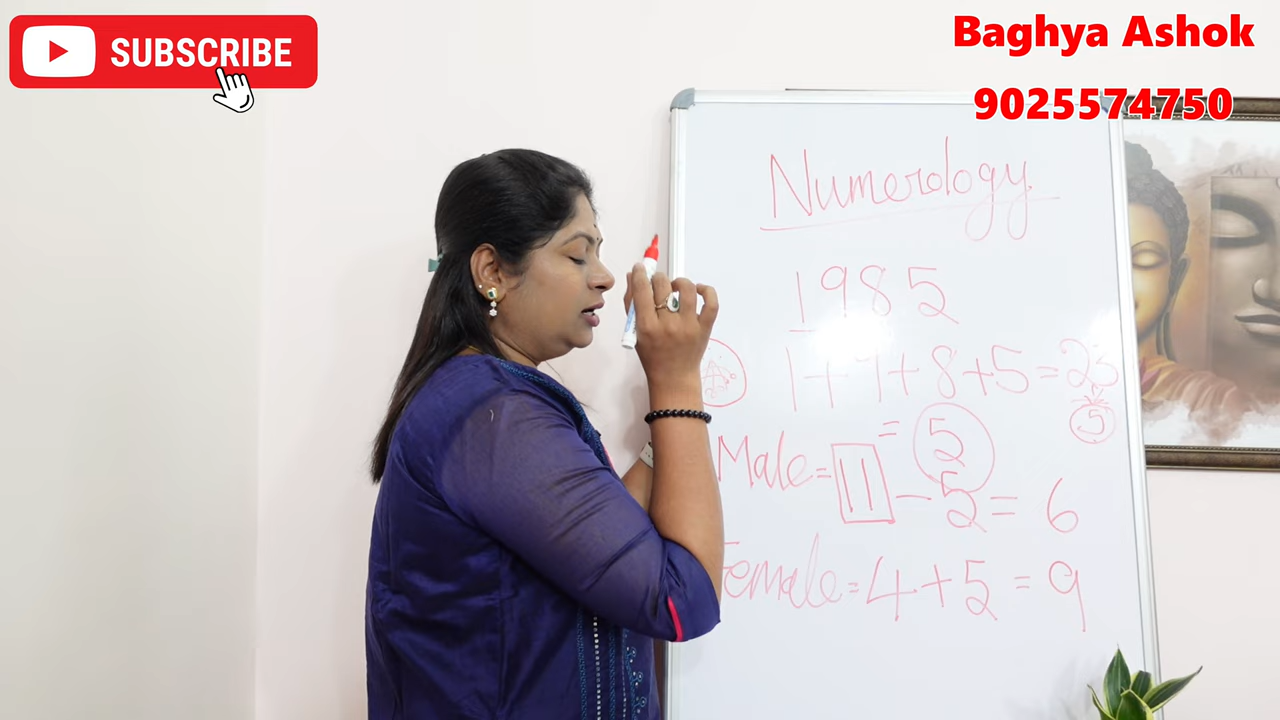 SUBSCRIBE
Baghya Ashok
9025574750
Numerology
1985
1+9+8+5=23
5
= 5
Male = 11 - 5 = 6
Female = 4+5 = 9